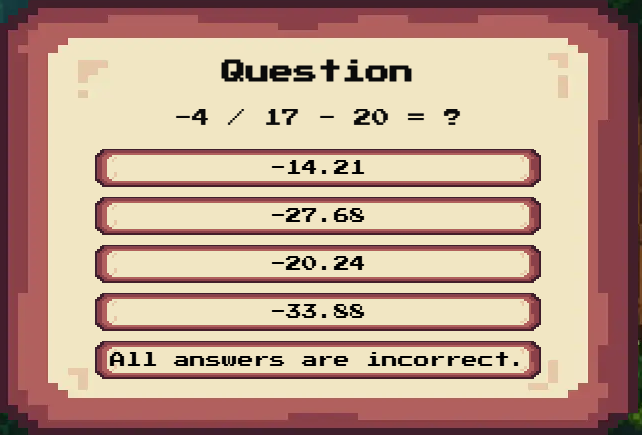 Question
-4 / 17 - 20 = ?
-14.21
-27.68
-20.24
-33.88
All answers are incorrect.